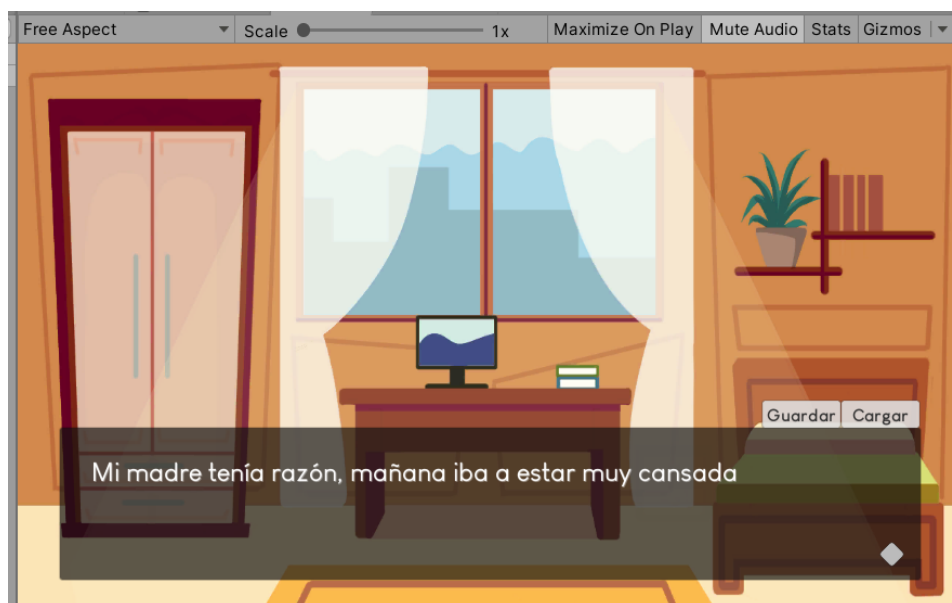 Free Aspect Scale 1x Maximize On Play Mute Audio Stats Gizmos
Guardar Cargar
Mi madre tenía razón, mañana iba a estar muy cansada